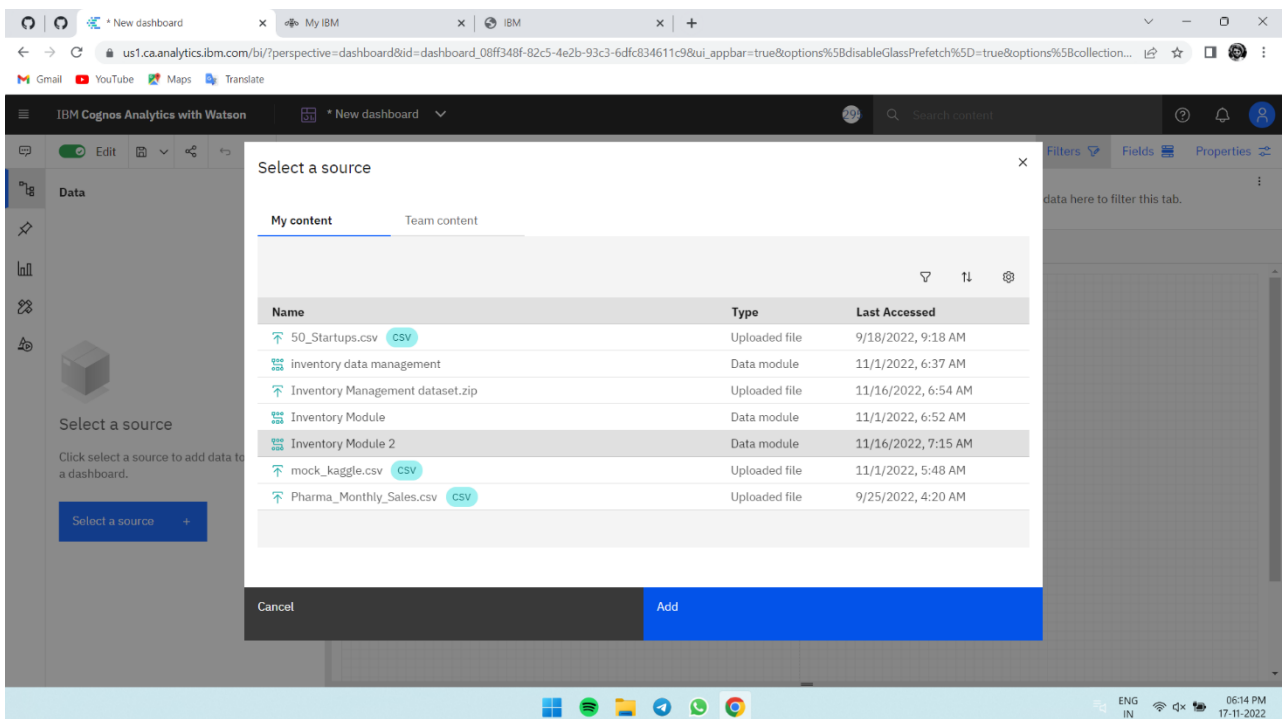 * New dashboard
My IBM
IBM
us1.ca.analytics.ibm.com/bi/?perspective=dashboard&id=dashboard_08ff348f-82c5-4e2b-93c3-6dfc834611c9&ui_appbar=true&options%5BdisableGlassPrefetch%5D=true&options%5Bcollection...
Gmail YouTube Maps Translate
IBM Cognos Analytics with Watson
* New dashboard
Search content
Edit
Filters Fields Properties
Data
data here to filter this tab.
Select a source
Click select a source to add data to
a dashboard.
Select a source +
Select a source
My content Team content
Name Type Last Accessed
50_Startups.csv CSV Uploaded file 9/18/2022, 9:18 AM
inventory data management Data module 11/1/2022, 6:37 AM
Inventory Management dataset.zip Uploaded file 11/16/2022, 6:54 AM
Inventory Module Data module 11/1/2022, 6:52 AM
Inventory Module 2 Data module 11/16/2022, 7:15 AM
mock_kaggle.csv CSV Uploaded file 11/1/2022, 5:48 AM
Pharma_Monthly_Sales.csv CSV Uploaded file 9/25/2022, 4:20 AM
Cancel Add
ENG
IN
06:14 PM
17-11-2022